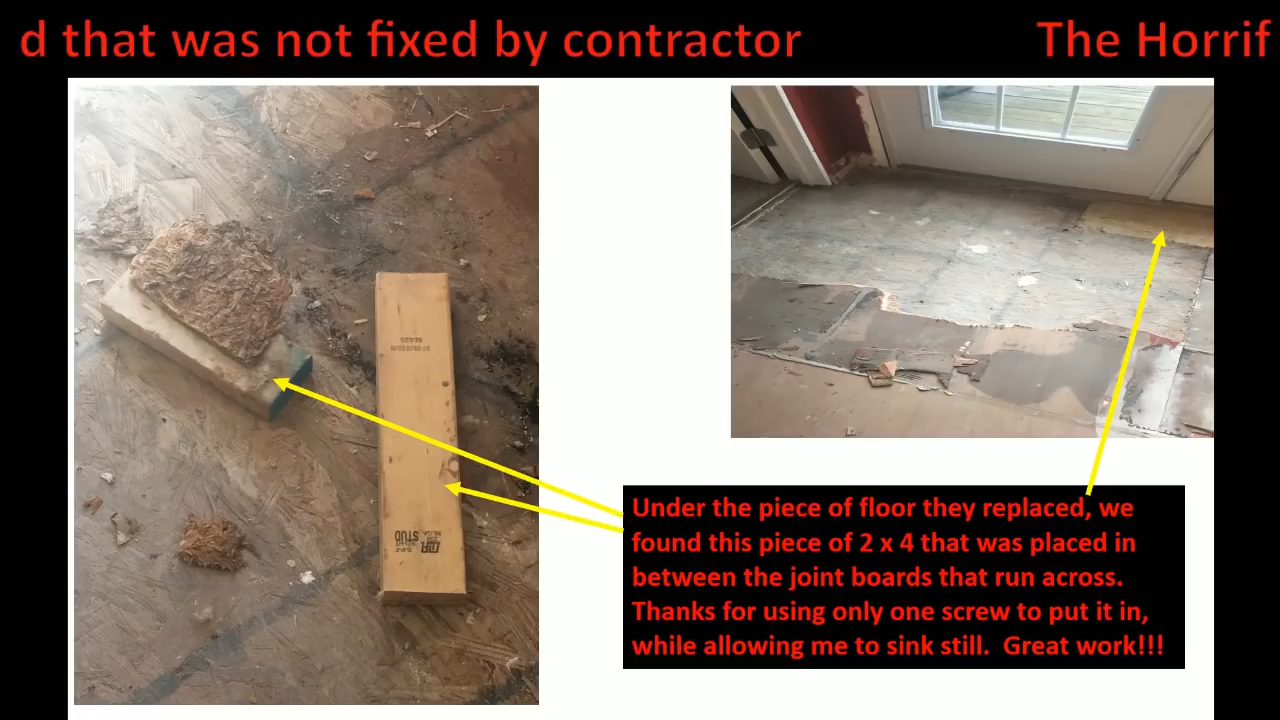 d that was not fixed by contractor The Horrif
Under the piece of floor they replaced, we
found this piece of 2 x 4 that was placed in
between the joint boards that run across.
Thanks for using only one screw to put it in,
while allowing me to sink still. Great work!!!
STUD